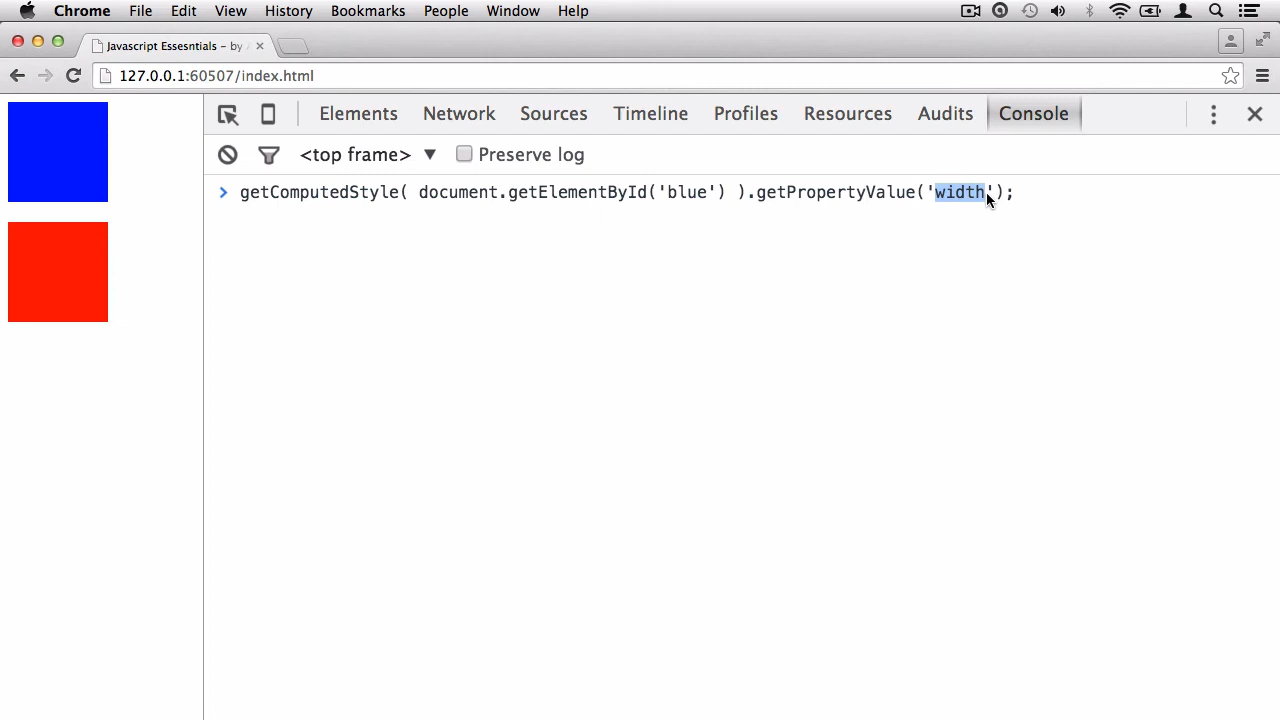 Chrome File Edit View History Bookmarks People Window Help
Javascript Essesntials – by
127.0.0.1:60507/index.html
Elements Network Sources Timeline Profiles Resources Audits Console
<top frame> ▼ Preserve log
> getComputedStyle( document.getElementById('blue') ).getPropertyValue('width');